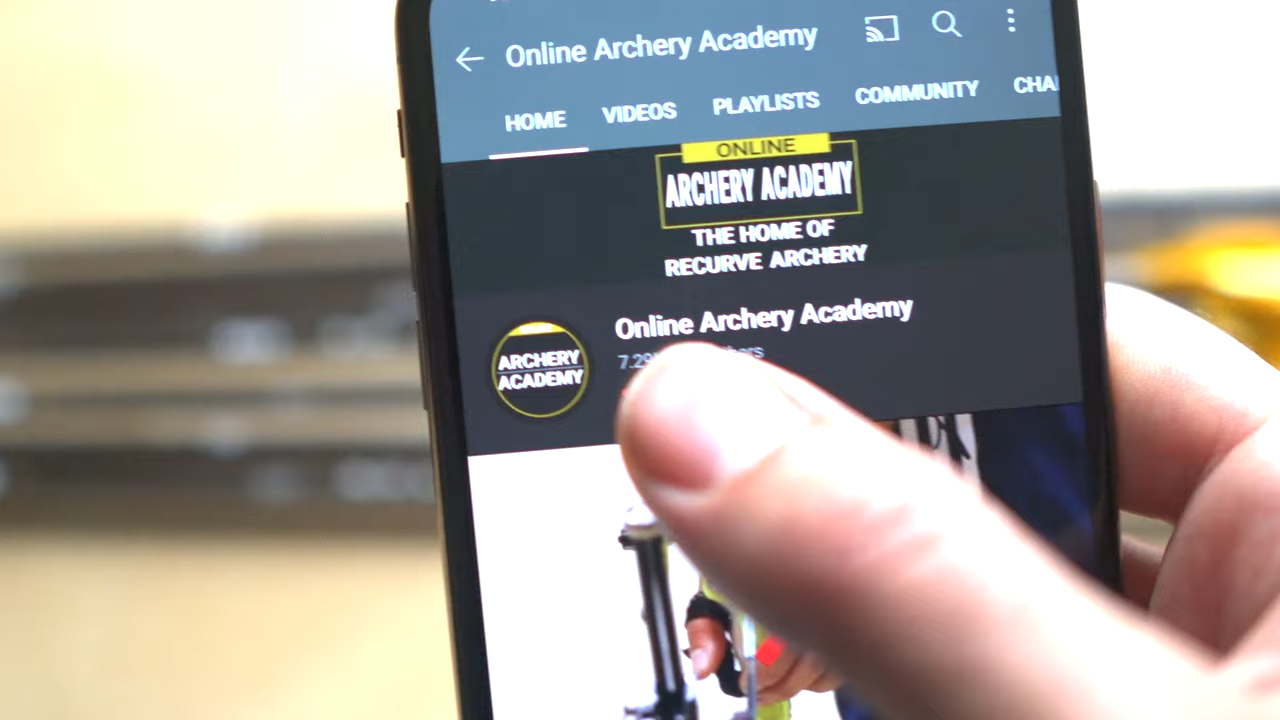 Online Archery Academy
HOME VIDEOS PLAYLISTS COMMUNITY CHA
ONLINE
ARCHERY ACADEMY
THE HOME OF
RECURVE ARCHERY
Online Archery Academy
ARCHERY
ACADEMY